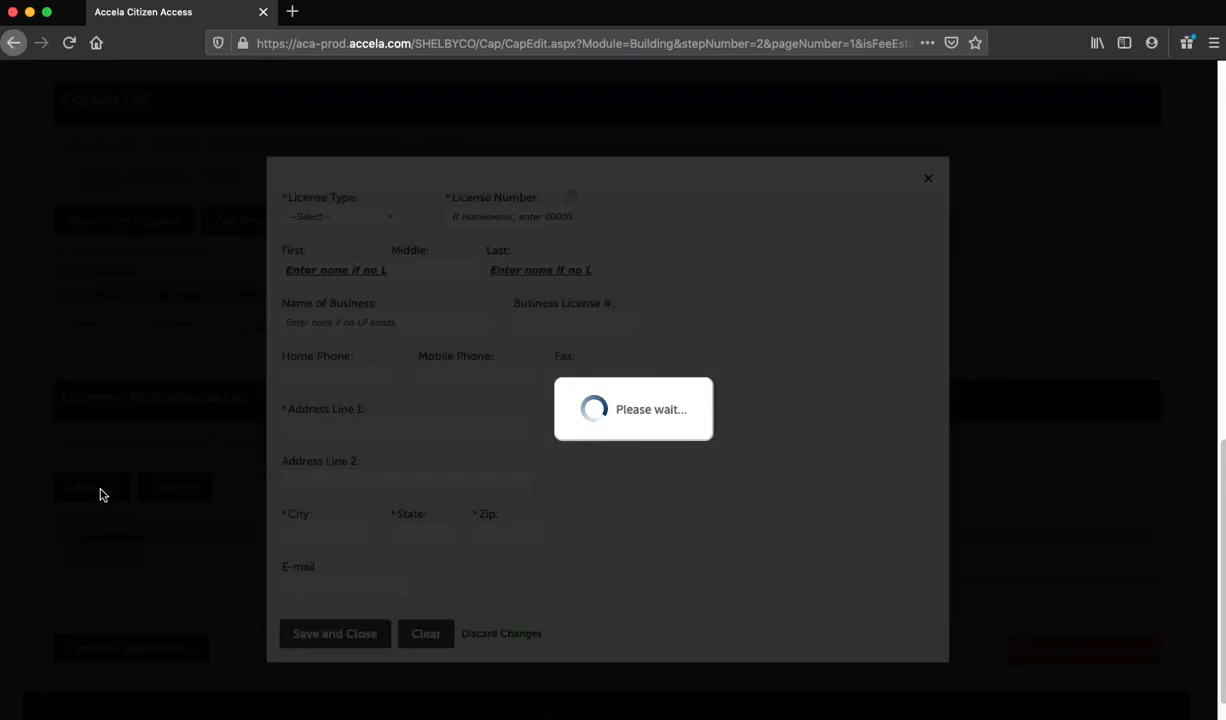 Accela Citizen Access
https://aca-prod.accela.com/SHELBYCO/Cap/CapEdit.aspx?Module=Building&stepNumber=2&pageNumber=1&isFeeEsti
Contact List
*License Type: *License Number:
--Select-- If Homeowner, enter 00000.
First: Middle: Last:
Enter none if no L Enter none if no L
Name of Business: Business License #:
Enter none if no LP exists.
Home Phone: Mobile Phone: Fax:
Please wait...
*Address Line 1:
Address Line 2:
*City: *State: *Zip:
E-mail
Save and Close Clear Discard Changes